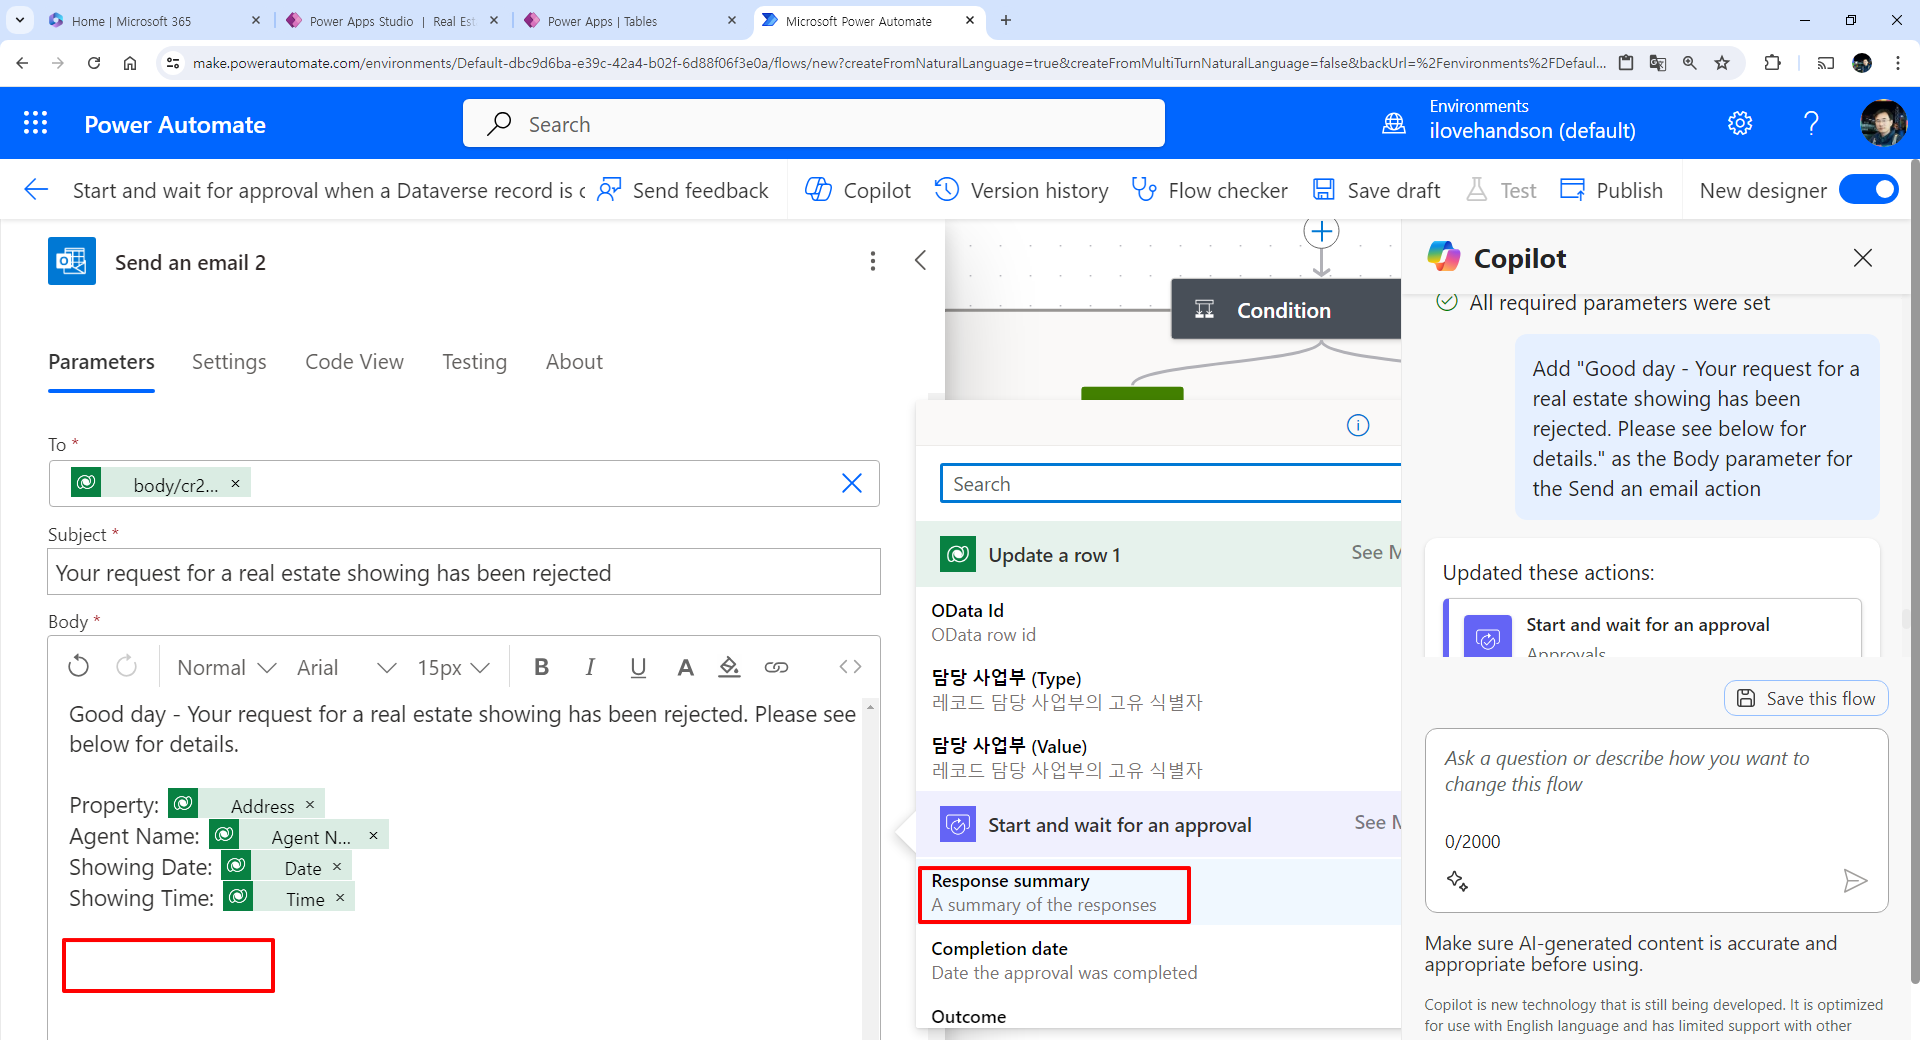 Home | Microsoft 365
Power Apps Studio | Real Est
Power Apps | Tables
Microsoft Power Automate
make.powerautomate.com/environments/Default-dbc9d6ba-e39c-42a4-b02f-6d88f06f3e0a/flows/new?createFromNaturalLanguage=true&createFromMultiTurnNaturalLanguage=false&backUrl=%2Fenvironments%2FDefaul...
Power Automate
Search
Environments
ilovehandson (default)
Start and wait for approval when a Dataverse record is c
Send feedback
Copilot
Version history
Flow checker
Save draft
Test
Publish
New designer
Send an email 2
Parameters
Settings
Code View
Testing
About
To *
body/cr2... ×
Subject *
Your request for a real estate showing has been rejected
Body *
Normal
Arial
15px
B I U A
Good day - Your request for a real estate showing has been rejected. Please see
below for details.
Property: Address ×
Agent Name: Agent N... ×
Showing Date: Date ×
Showing Time: Time ×
Condition
Search
Update a row 1
See M
OData Id
OData row id
담당 사업부 (Type)
레코드 담당 사업부의 고유 식별자
담당 사업부 (Value)
레코드 담당 사업부의 고유 식별자
Start and wait for an approval
See M
Response summary
A summary of the responses
Completion date
Date the approval was completed
Outcome
Copilot
All required parameters were set
Add "Good day - Your request for a
real estate showing has been
rejected. Please see below for
details." as the Body parameter for
the Send an email action
Updated these actions:
Start and wait for an approval
Approvals
Save this flow
Ask a question or describe how you want to
change this flow
0/2000
Make sure AI-generated content is accurate and
appropriate before using.
Copilot is new technology that is still being developed. It is optimized
for use with English language and has limited support with other